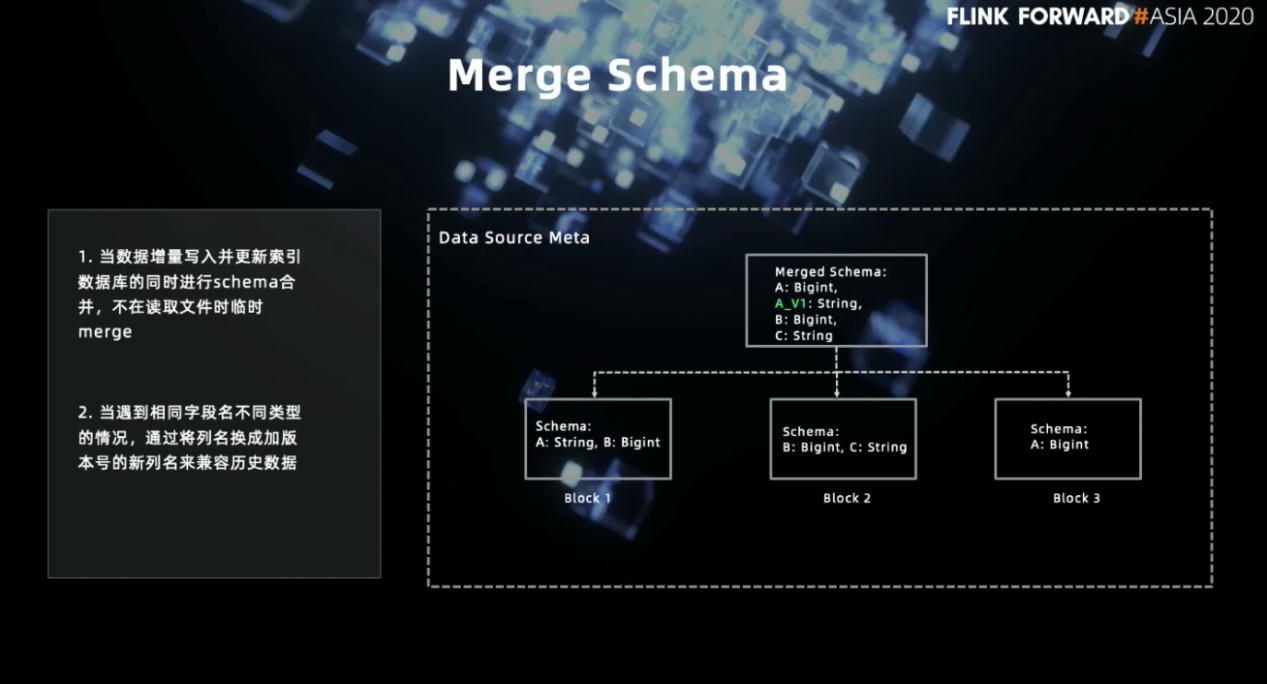 FLINK FORWARD #ASIA 2020
Merge Schema
1. 当数据增量写入并更新索引
数据库的同时进行schema合
并，不在读取文件时临时
merge
2. 当遇到相同字段名不同类型
的情况，通过将列名换成加版
本号的新列名来兼容历史数据
Data Source Meta
Merged Schema:
A: Bigint,
A_V1: String,
B: Bigint,
C: String
Schema:
A: String, B: Bigint
Block 1
Schema:
B: Bigint, C: String
Block 2
Schema:
A: Bigint
Block 3